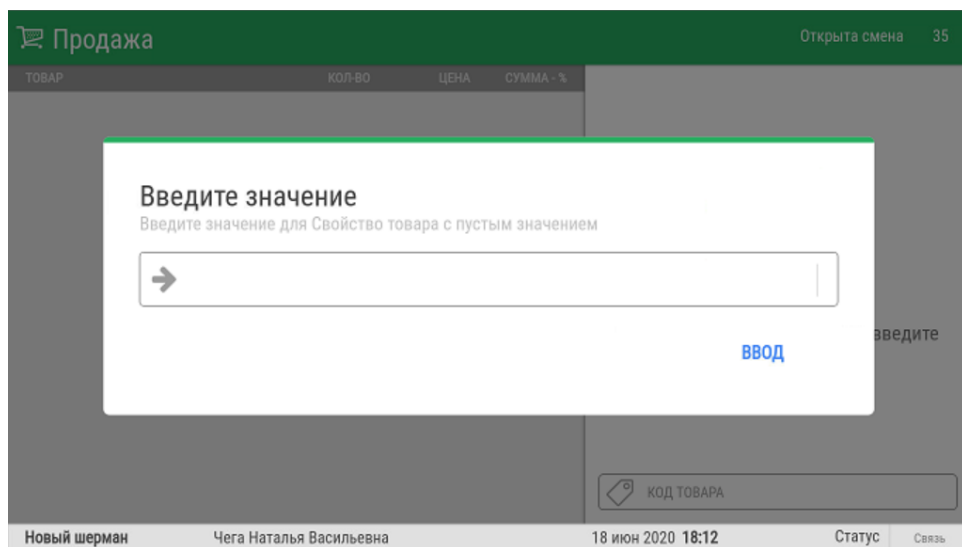 Продажа Открыта смена 35
ТОВАР КОЛ-ВО ЦЕНА СУММА - %
Введите значение
Введите значение для Свойство товара с пустым значением
введите
ВВОД
КОД ТОВАРА
Новый шерман Чега Наталья Васильевна 18 июн 2020 18:12 Статус Связь